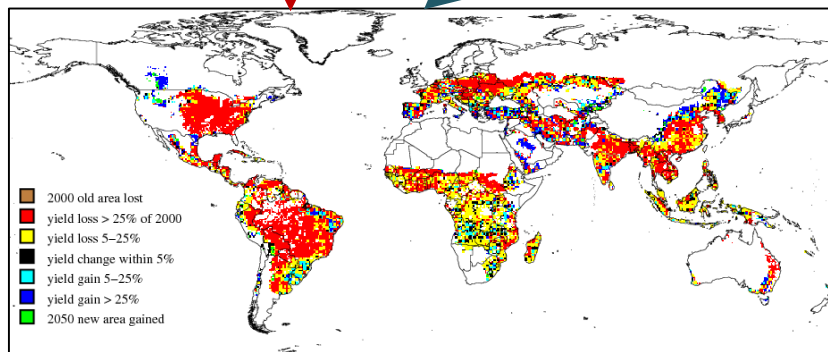 2000 old area lost
yield loss > 25% of 2000
yield loss 5–25%
yield change within 5%
yield gain 5–25%
yield gain > 25%
2050 new area gained